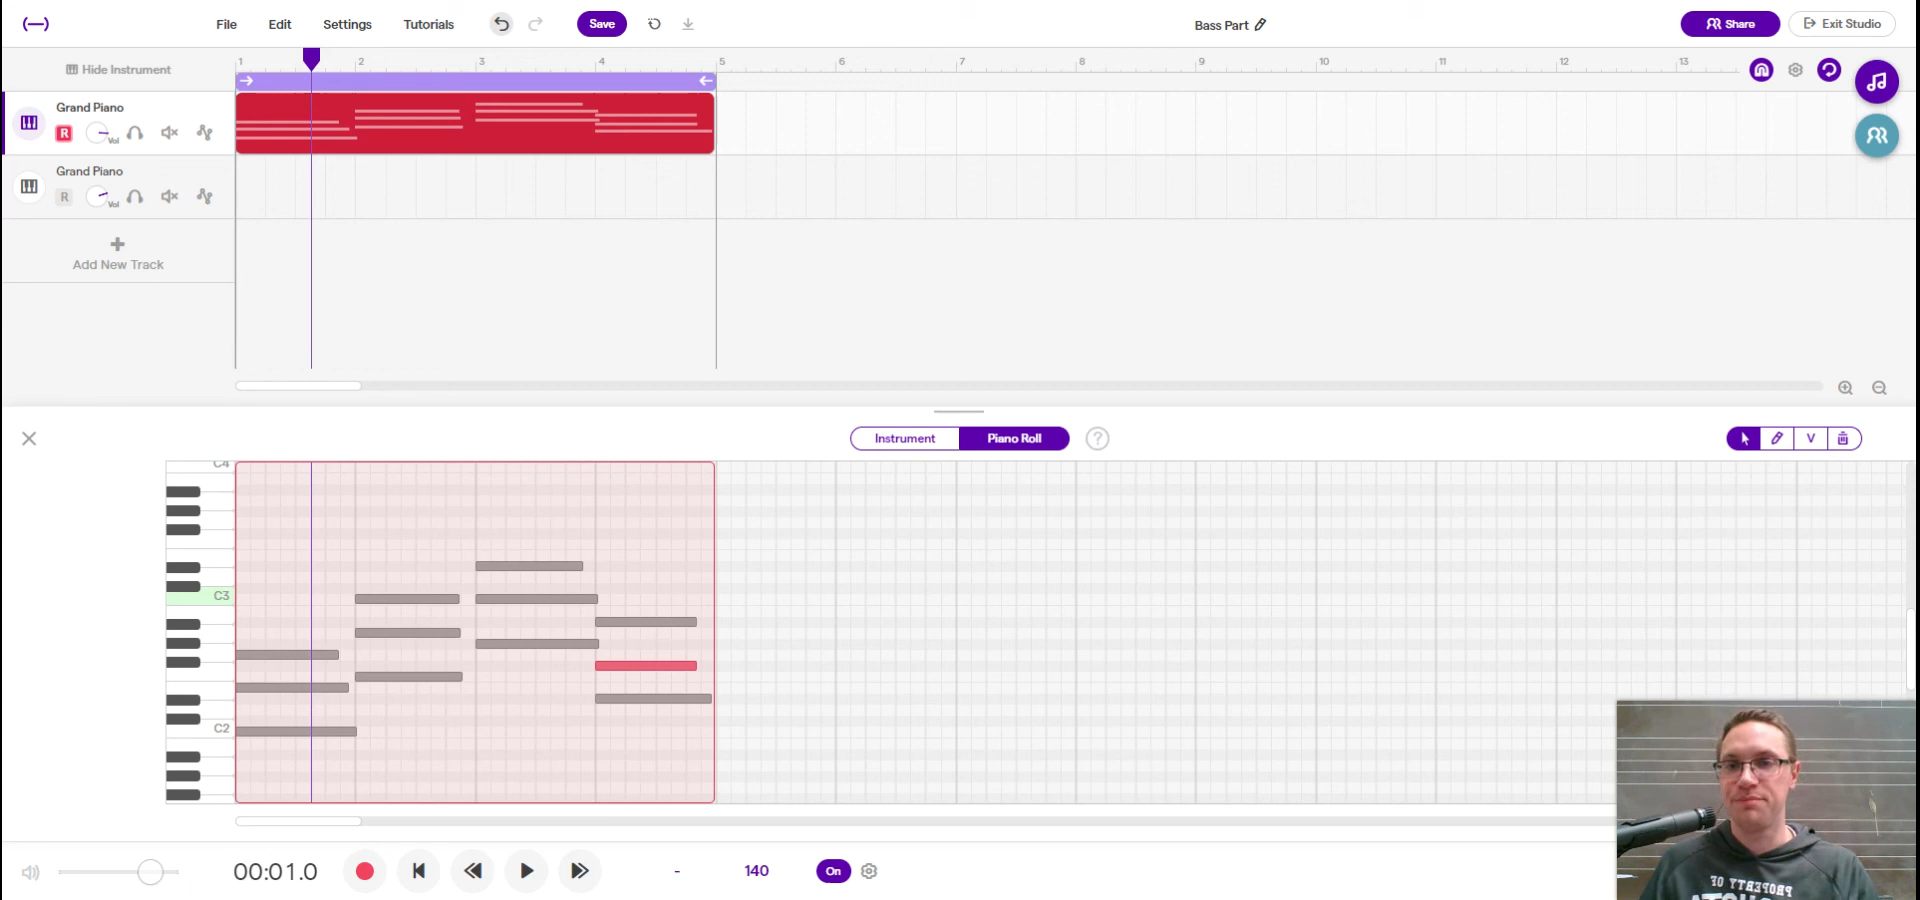 File Edit Settings Tutorials Save Bass Part Share Exit Studio
Hide Instrument
1 2 3 4 5 6 7 8 9 10 11 12 13
Grand Piano
R Vol
Grand Piano
R Vol
Add New Track
Instrument Piano Roll ? V
C4
C3
C2
00:01.0 - 140 On
PROPERTY OF